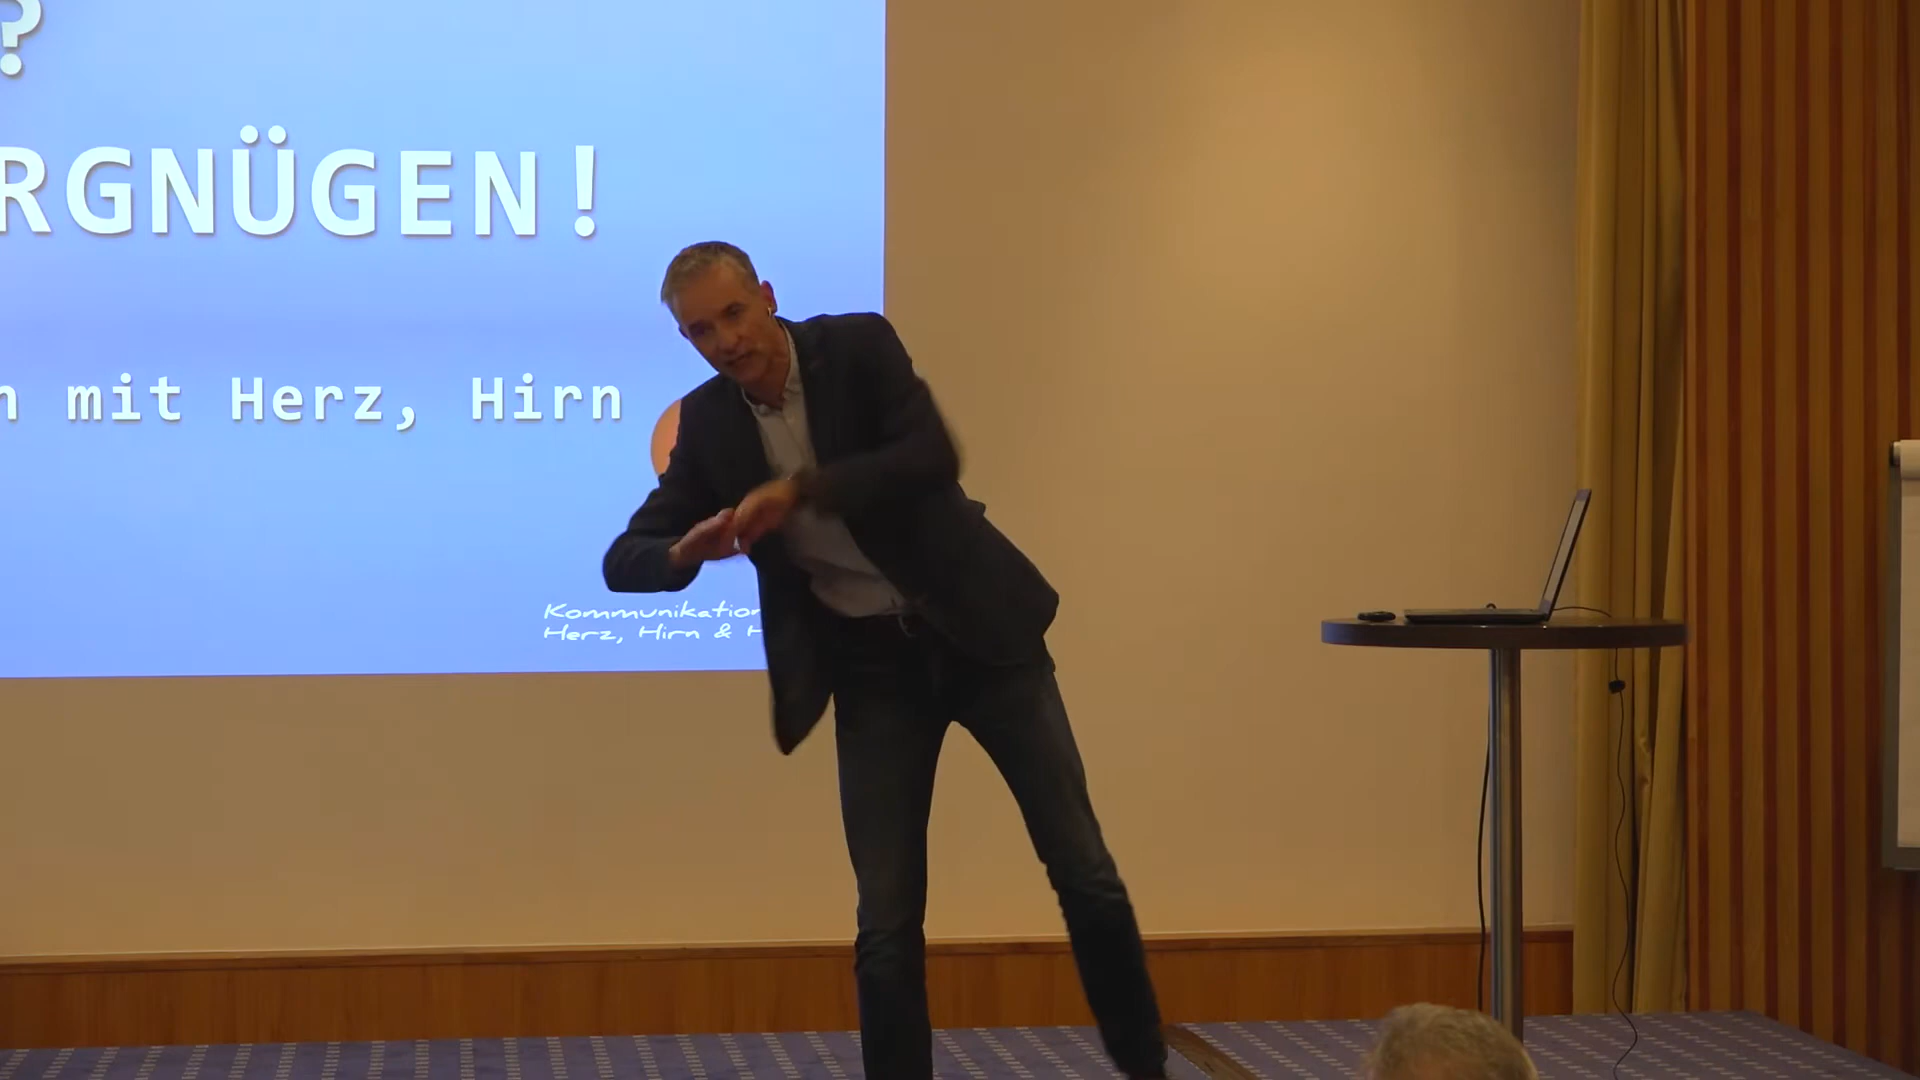 ?
RGNÜGEN!
n mit Herz, Hirn
Kommunikation
Herz, Hirn & H